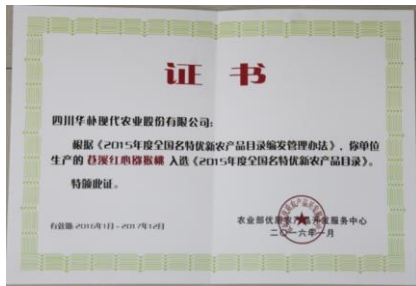 证书
四川华朴现代农业股份有限公司:
根据《2015年度全国名特优新农产品目录编发管理办法》,你单位
生产的 苍溪红心猕猴桃 入选《2015年度全国名特优新农产品目录》。
特颁此证。
有效期:2016年1月-2017年12月
农业部优质农产品开发服务中心
二〇一六年一月